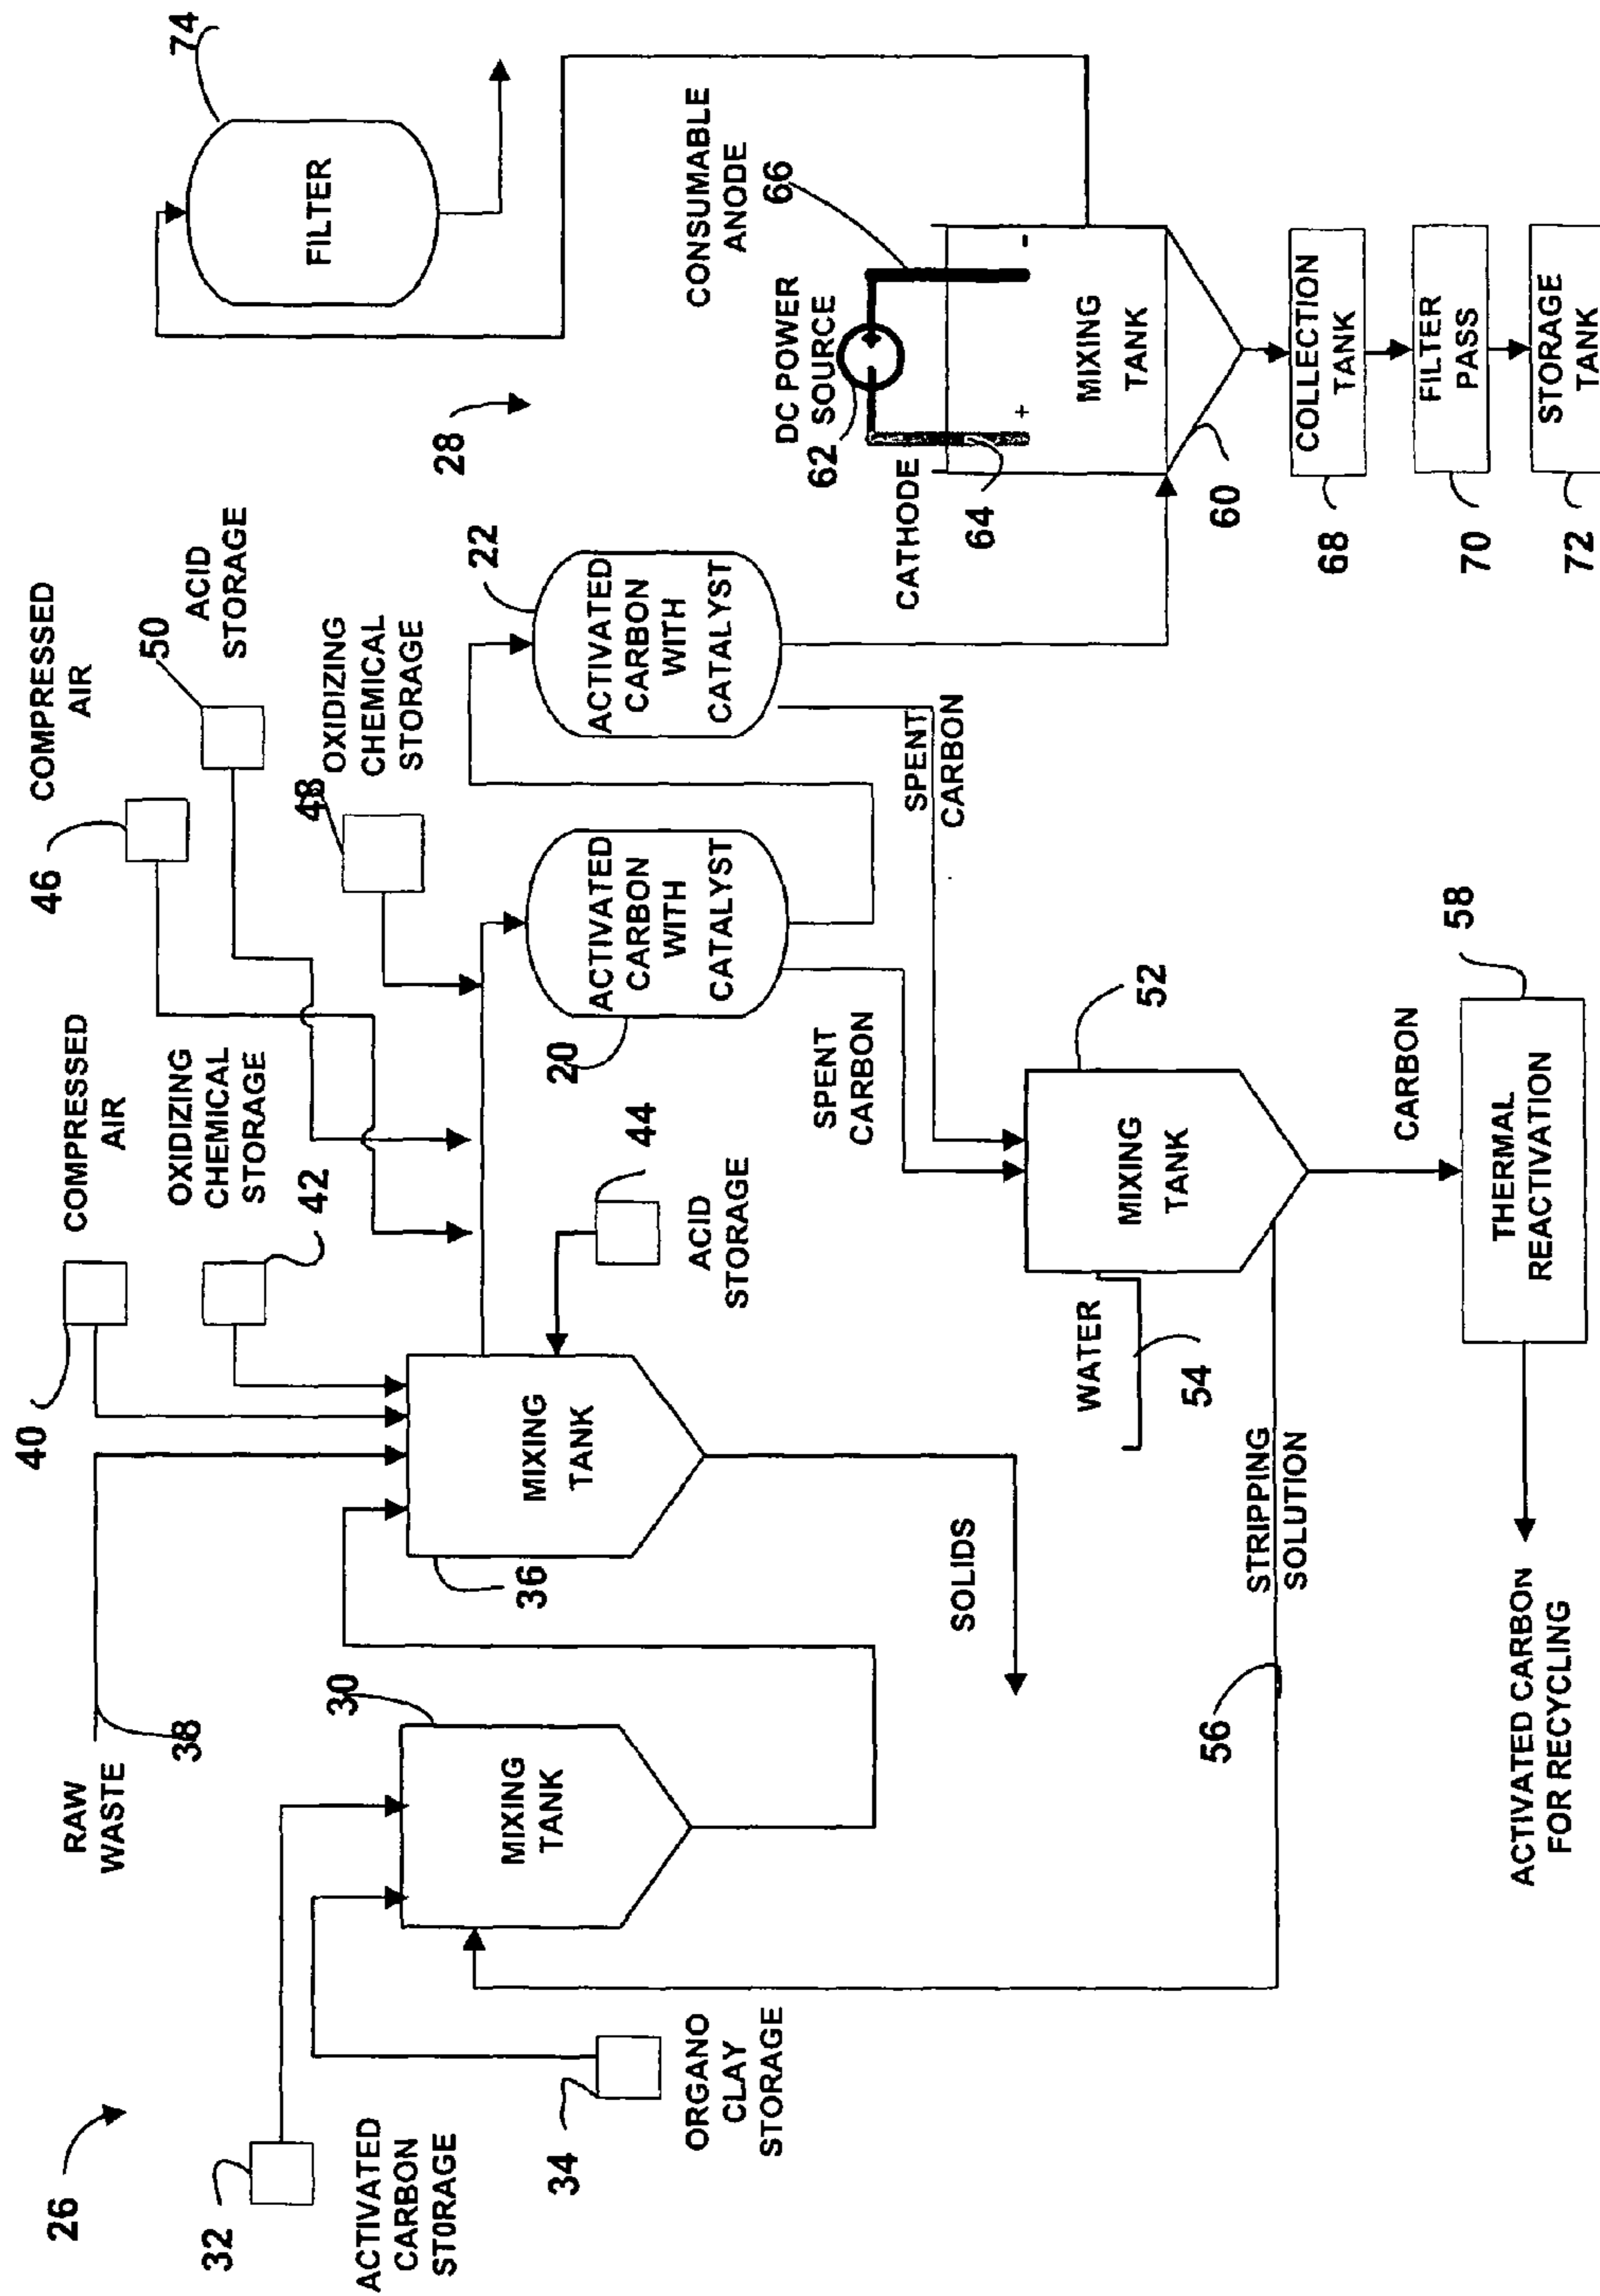 26
32
ACTIVATED
CARBON
STORAGE
34
ORGANO
CLAY
STORAGE
RAW
WASTE
38
30
MIXING
TANK
40
COMPRESSED
AIR
OXIDIZING
CHEMICAL
STORAGE
42
36
MIXING
TANK
44
ACID
STORAGE
SOLIDS
46
COMPRESSED
AIR
50
ACID
STORAGE
48
OXIDIZING
CHEMICAL
STORAGE
20
ACTIVATED
CARBON
WITH
CATALYST
22
ACTIVATED
CARBON
WITH
CATALYST
SPENT
CARBON
SPENT
CARBON
52
MIXING
TANK
WATER
54
STRIPPING
SOLUTION
56
CARBON
58
THERMAL
REACTIVATION
ACTIVATED CARBON
FOR RECYCLING
28
74
FILTER
CONSUMABLE
ANODE
66
DC POWER
SOURCE
62
CATHODE
64
+
-
MIXING
TANK
60
COLLECTION
TANK
68
FILTER
PASS
70
STORAGE
TANK
72